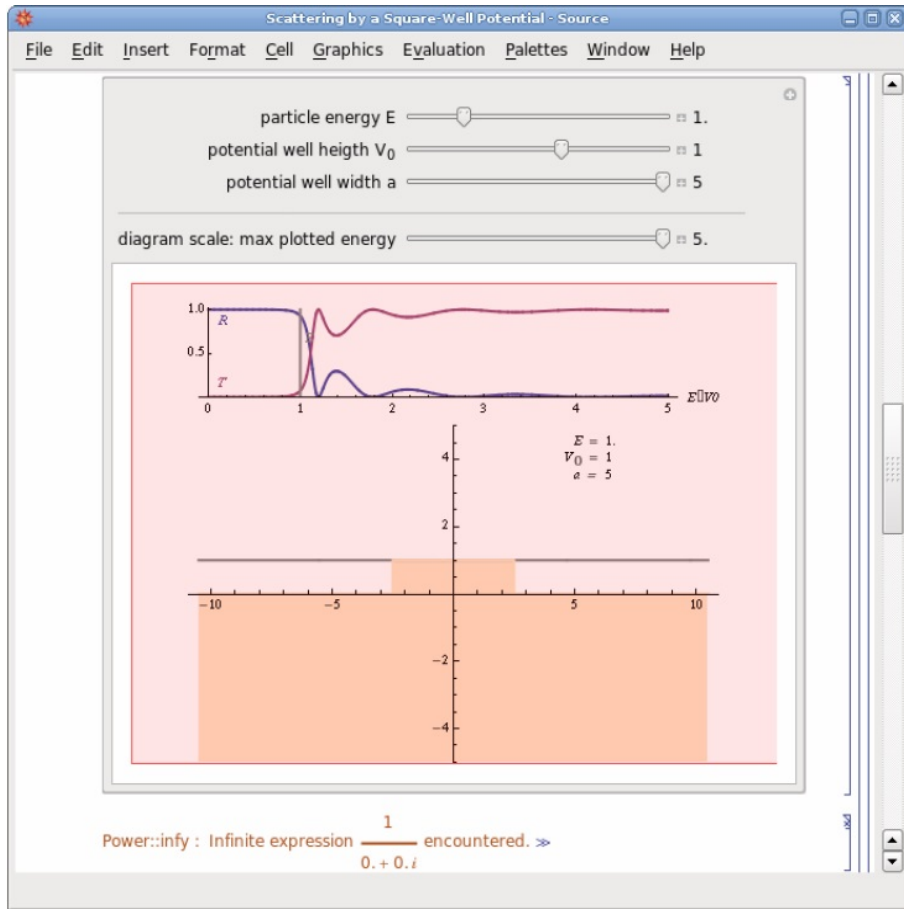 Scattering by a Square-Well Potential - Source
File Edit Insert Format Cell Graphics Evaluation Palettes Window Help
particle energy E 1.
potential well heigth V₀ 1
potential well width a 5
diagram scale: max plotted energy 5.
1.0
R
0.5
T
0 1 2 3 4 5 E▯V0
E = 1.
V₀ = 1
a = 5
4
2
-10 -5 5 10
-2
-4
1
Power::infy : Infinite expression ——— encountered. ≫
0. + 0. i